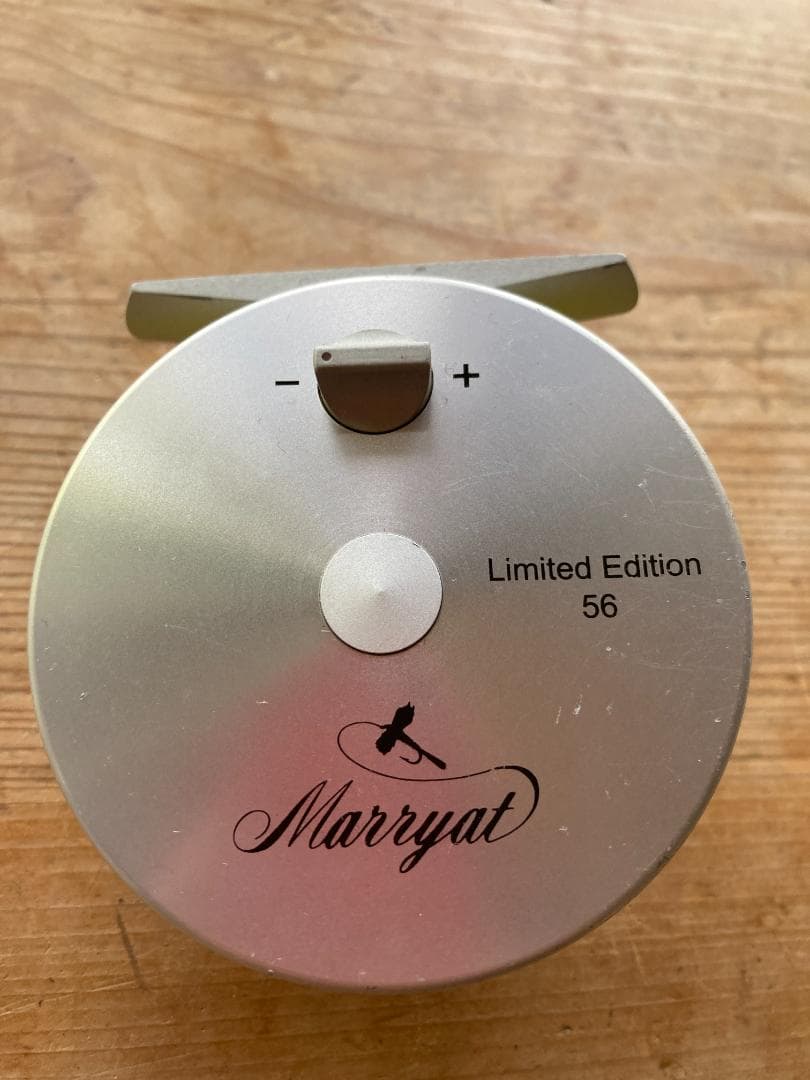 − +
Limited Edition
56
Marryat